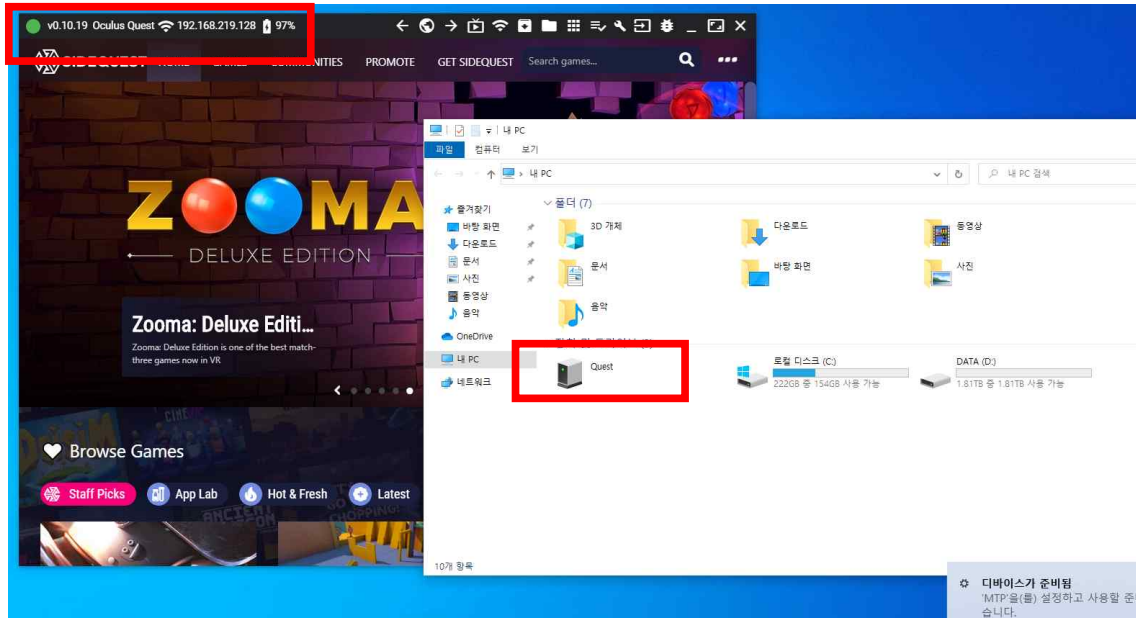 v0.10.19 Oculus Quest 192.168.219.128 97%
PROMOTE GET SIDEQUEST Search games...
ZOOMA
DELUXE EDITION
Zooma: Deluxe Editi...
Zooma: Deluxe Edition is one of the best match-
three games now in VR
Browse Games
Staff Picks App Lab Hot & Fresh Latest
내 PC
파일 컴퓨터 보기
내 PC
내 PC 검색
즐겨찾기
바탕 화면
다운로드
문서
사진
동영상
음악
OneDrive
내 PC
네트워크
폴더 (7)
3D 개체
다운로드
동영상
문서
바탕 화면
사진
음악
Quest
로컬 디스크 (C:)
222GB 중 154GB 사용 가능
DATA (D:)
1.81TB 중 1.81TB 사용 가능
10개 항목
디바이스가 준비됨
'MTP'을(를) 설정하고 사용할 준
습니다.